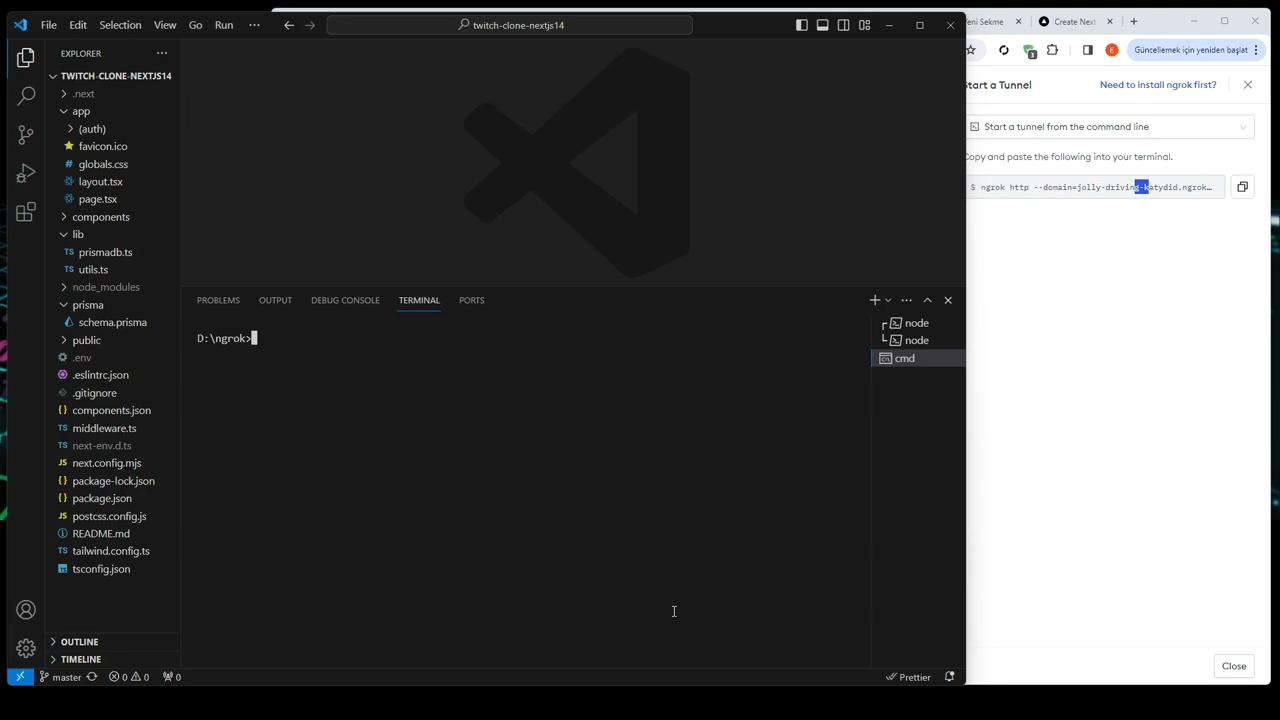 File Edit Selection View Go Run ···
twitch-clone-nextjs14
EXPLORER
TWITCH-CLONE-NEXTJS14
.next
app
(auth)
favicon.ico
globals.css
layout.tsx
page.tsx
components
lib
prismadb.ts
utils.ts
node_modules
prisma
schema.prisma
public
.env
.eslintrc.json
.gitignore
components.json
middleware.ts
next-env.d.ts
next.config.mjs
package-lock.json
package.json
postcss.config.js
README.md
tailwind.config.ts
tsconfig.json
OUTLINE
TIMELINE
PROBLEMS OUTPUT DEBUG CONSOLE TERMINAL PORTS
D:\ngrok>
node
node
cmd
master 0 0 0
Prettier
eni Sekme
Create Next
E
Güncellemek için yeniden başlat
Start a Tunnel
Need to install ngrok first?
Start a tunnel from the command line
Copy and paste the following into your terminal.
$ ngrok http --domain=jolly-driving-katydid.ngrok…
Close